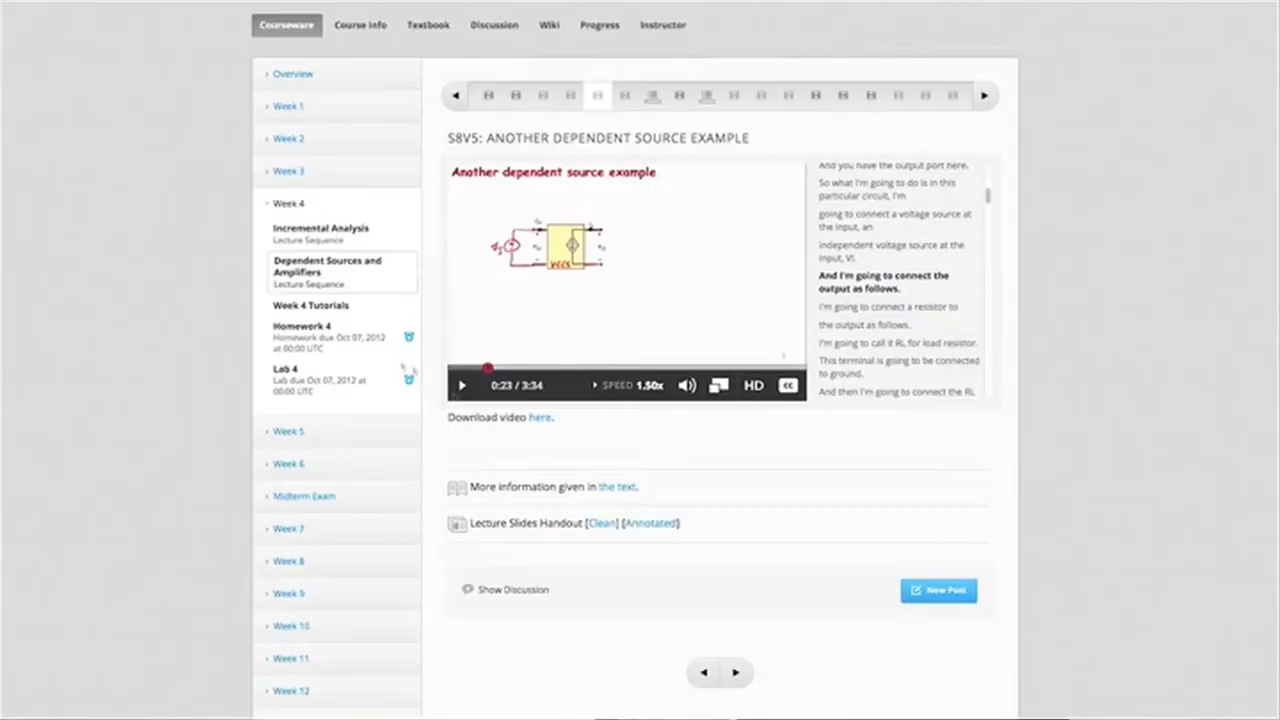 Courseware
Course Info
Textbook
Discussion
Wiki
Progress
Instructor
Overview
Week 1
Week 2
Week 3
Week 4
Incremental Analysis
Lecture Sequence
Dependent Sources and
Amplifiers
Lecture Sequence
Week 4 Tutorials
Homework 4
Homework due Oct 07, 2012
at 00:00 UTC
Lab 4
Lab due Oct 07, 2012 at
00:00 UTC
Week 5
Week 6
Midterm Exam
Week 7
Week 8
Week 9
Week 10
Week 11
Week 12
S8V5: ANOTHER DEPENDENT SOURCE EXAMPLE
Another dependent source example
VCCS
0:23 / 3:34
SPEED 1.50x
HD
CC
And you have the output port here.
So what I'm going to do is in this
particular circuit, I'm
going to connect a voltage source at
the input, an
independent voltage source at the
input, VI.
And I'm going to connect the
output as follows.
I'm going to connect a resistor to
the output as follows.
I'm going to call it RL for load resistor.
This terminal is going to be connected
to ground.
And then I'm going to connect the RL
Download video here.
More information given in the text.
Lecture Slides Handout [Clean] [Annotated]
Show Discussion
New Post